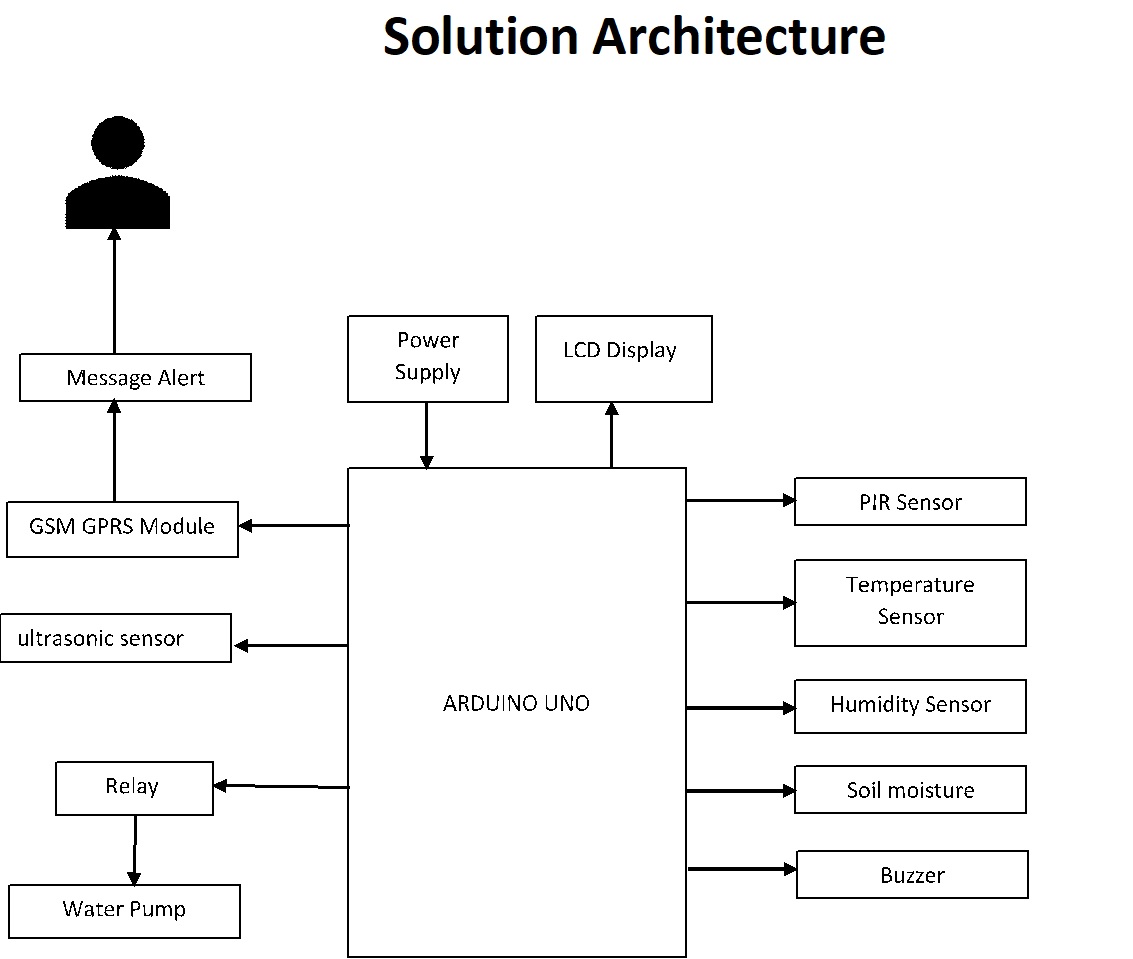 Solution Architecture
Power
Supply
LCD Display
Message Alert
GSM GPRS Module
PIR Sensor
Temperature
Sensor
ultrasonic sensor
ARDUINO UNO
Humidity Sensor
Relay
Soil moisture
Water Pump
Buzzer